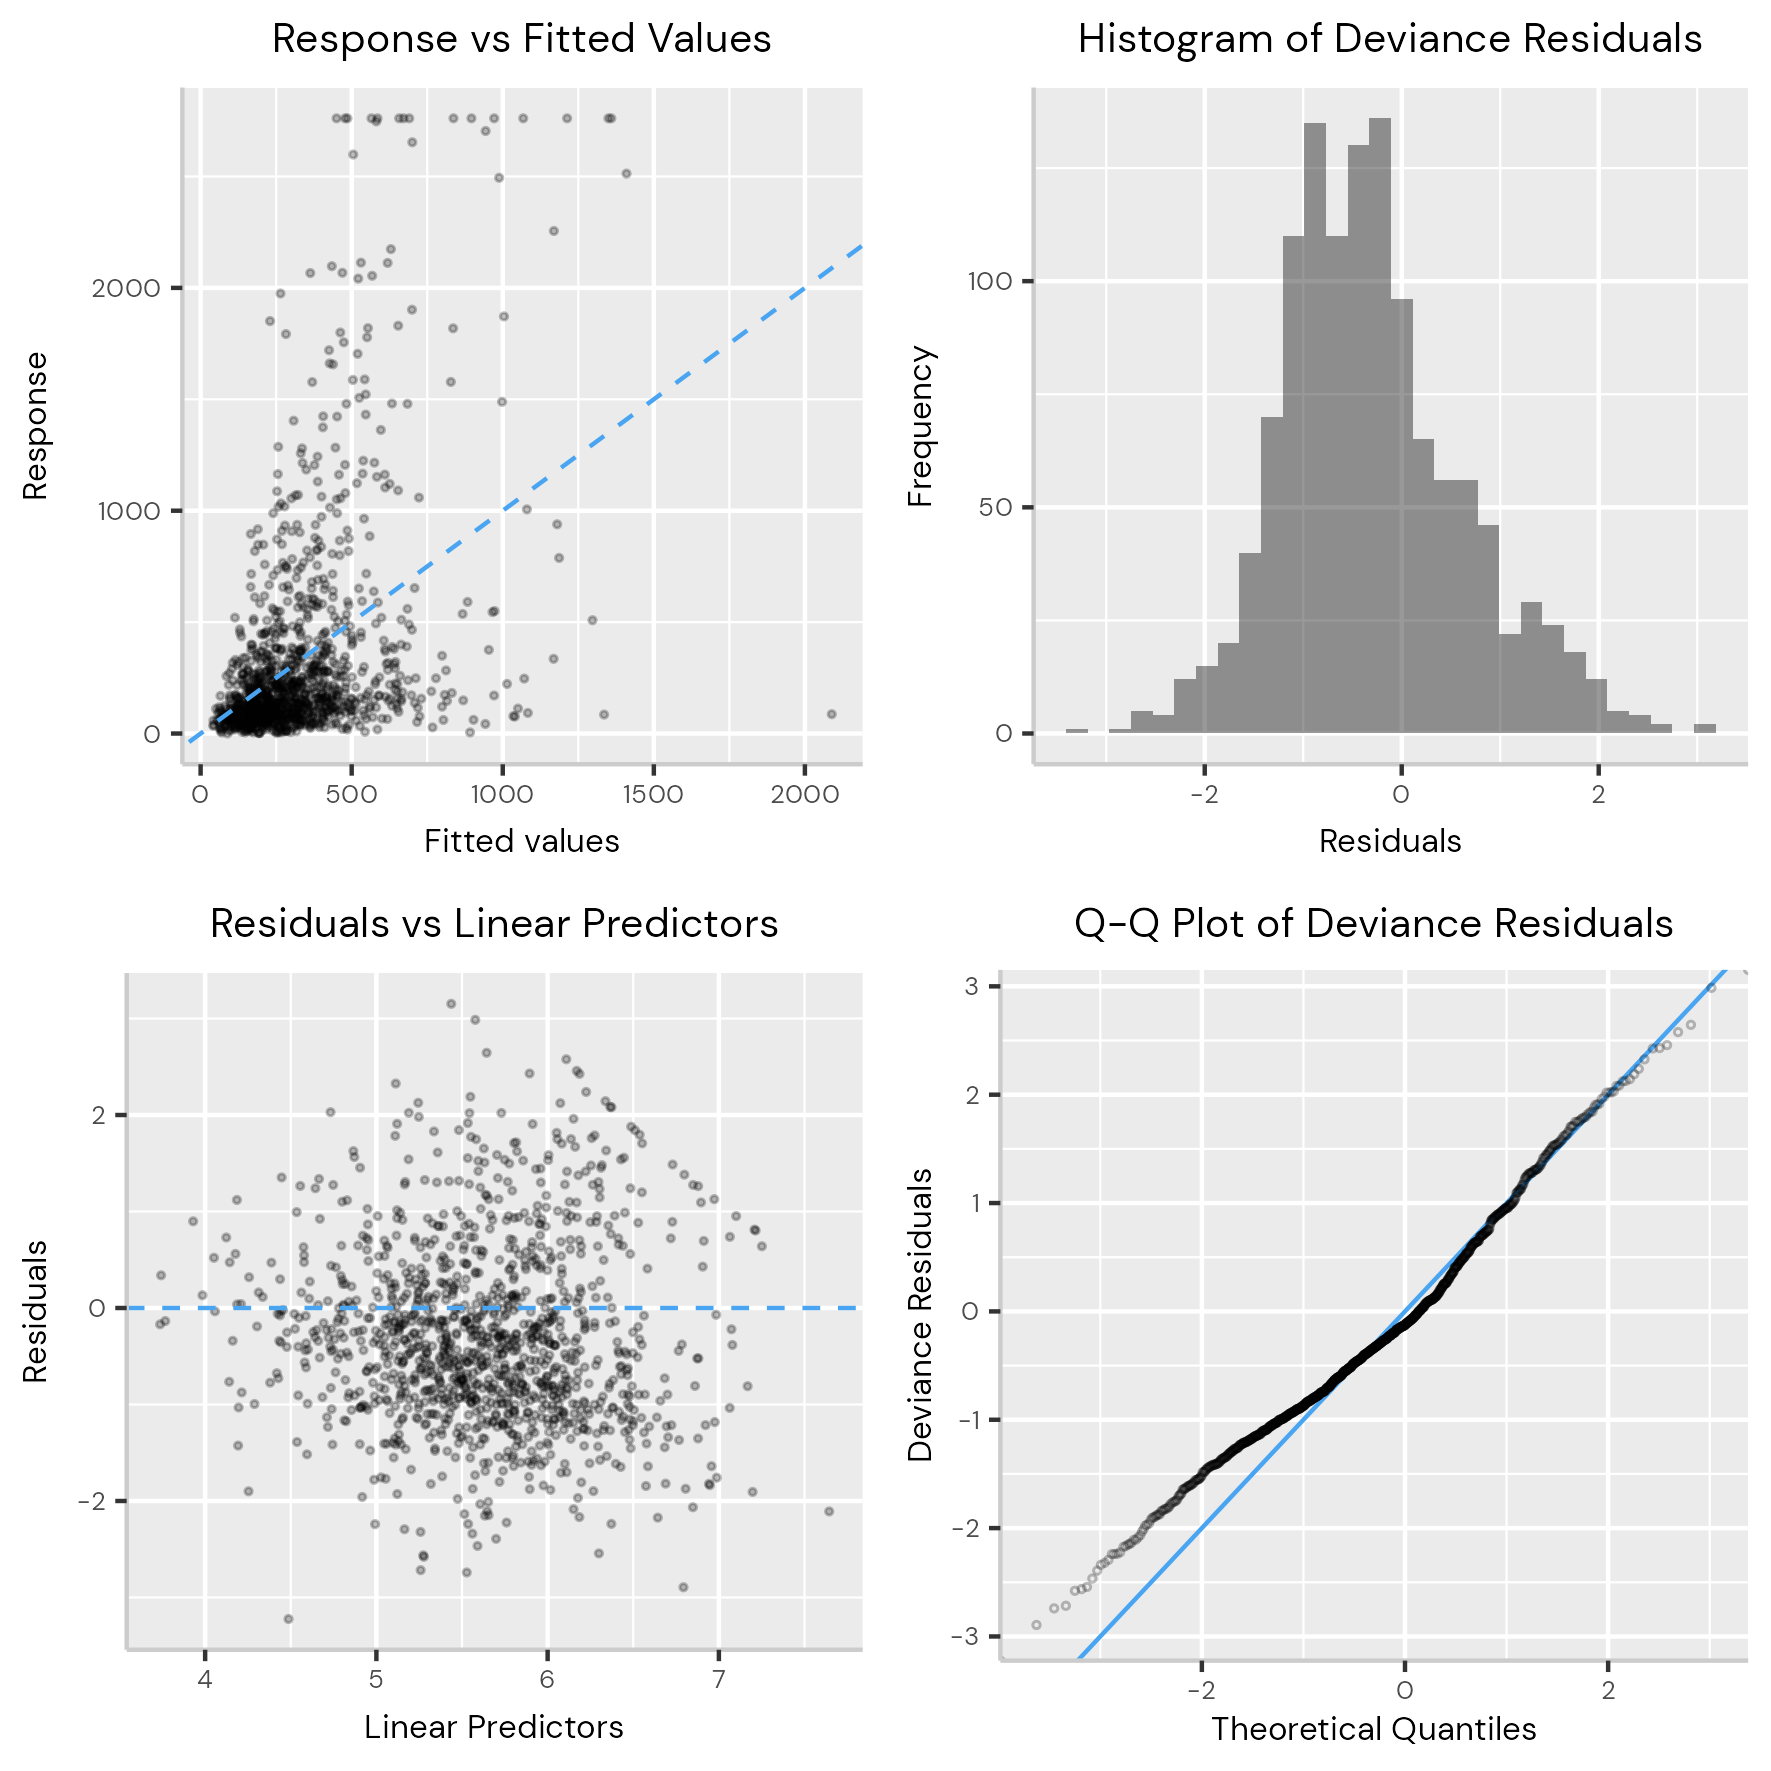 Response vs Fitted Values
Response
2000
1000
0
0 500 1000 1500 2000
Fitted values
Histogram of Deviance Residuals
Frequency
100
50
0
-2 0 2
Residuals
Residuals vs Linear Predictors
Residuals
2
0
-2
4 5 6 7
Linear Predictors
Q-Q Plot of Deviance Residuals
Deviance Residuals
3
2
1
0
-1
-2
-3
-2 0 2
Theoretical Quantiles